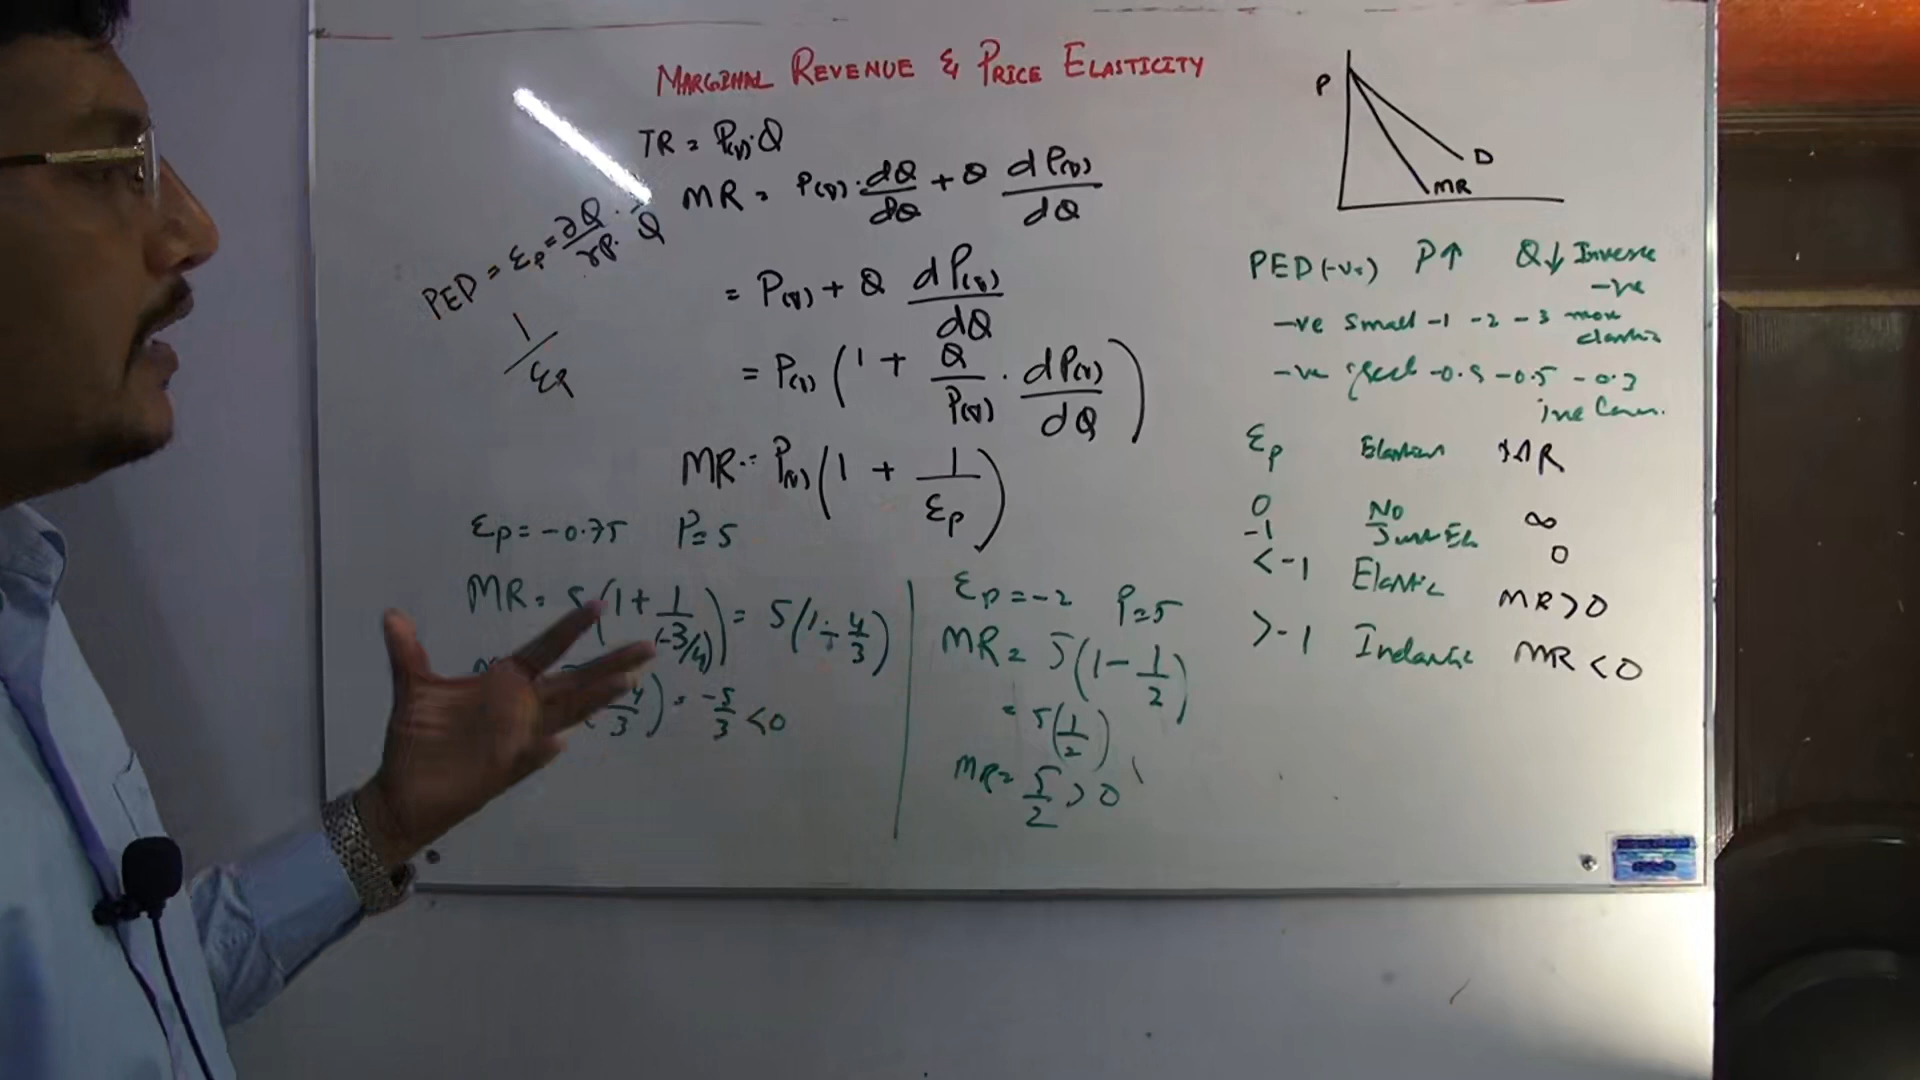 MARGINAL REVENUE & PRICE ELASTICITY
TR = P(Q)·Q
MR = P(Q)·dQ/dQ + Q dP(Q)/dQ
= P(Q) + Q dP(Q)/dQ
= P(Q) (1 + Q/P(Q) · dP(Q)/dQ)
MR = P(Q) (1 + 1/εp)
PED = εp = ∂Q/∂P ·
Q
1/εp
εp = -0.75 P = 5
MR = 5(1 + 1/(-3/4)) = 5(1 ÷ 4/3)
4/3) = -5/3 < 0
εp = -2 P = 5
MR = 5(1 - 1/2)
= 5(1/2)
MR = 5/2 > 0
P
D
MR
PED (-ve) P↑ Q↓ Inverse
-ve
-ve small -1 -2 -3 more
elastic
-ve -0.5 -0.3
εp MR
0 No ∞
-1 0
<-1 Elastic MR>0
>-1 MR<0